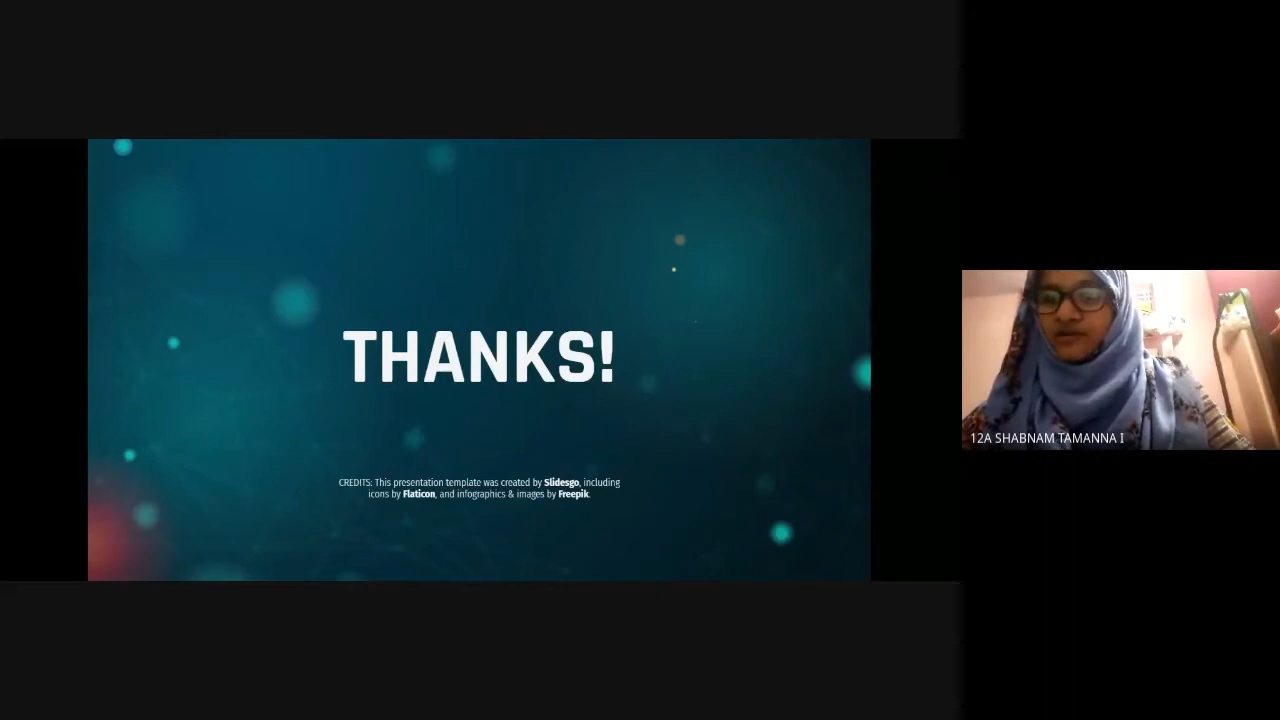 THANKS!
CREDITS: This presentation template was created by Slidesgo, including
icons by Flaticon, and infographics & images by Freepik.
12A SHABNAM TAMANNA I